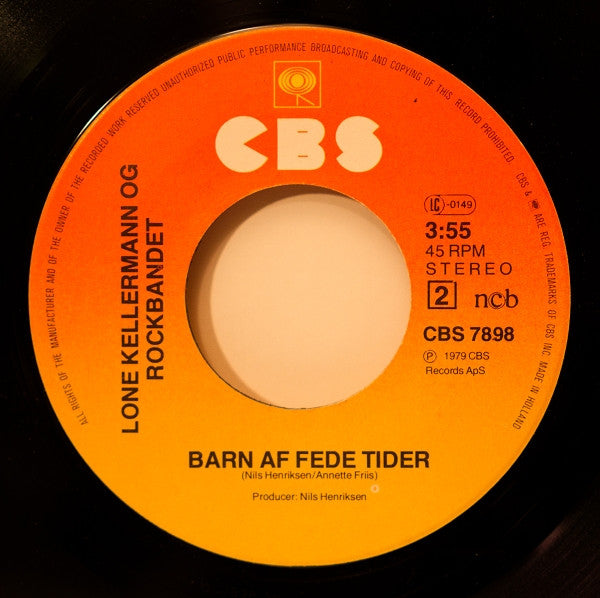 ALL RIGHTS OF THE MANUFACTURER AND OF THE OWNER OF THE RECORDED WORK RESERVED UNAUTHORIZED PUBLIC PERFORMANCE BROADCASTING AND COPYING OF THIS RECORD PROHIBITED.
CBS & ARE REG. TRADEMARKS OF CBS INC. MADE IN HOLLAND
CBS
LONE KELLERMANN OG
ROCKBANDET
LC-0149
3:55
45 RPM
STEREO
2 ncb
CBS 7898
Ⓟ 1979 CBS
Records ApS
BARN AF FEDE TIDER
(Nils Henriksen/Annette Friis)
Producer: Nils Henriksen